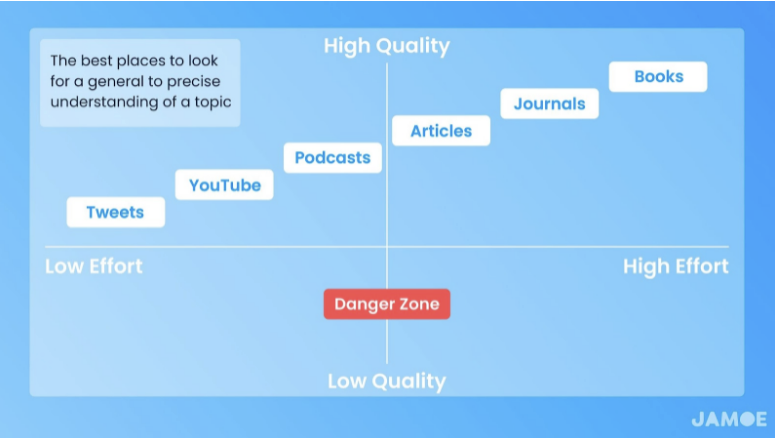 The best places to look
for a general to precise
understanding of a topic
High Quality
Books
Journals
Articles
Podcasts
YouTube
Tweets
Low Effort
High Effort
Danger Zone
Low Quality
JAMOE